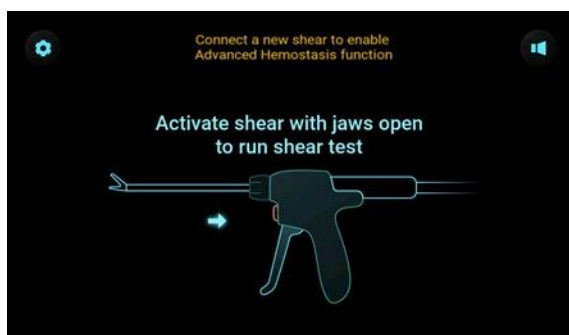 Connect a new shear to enable
Advanced Hemostasis function
Activate shear with jaws open
to run shear test